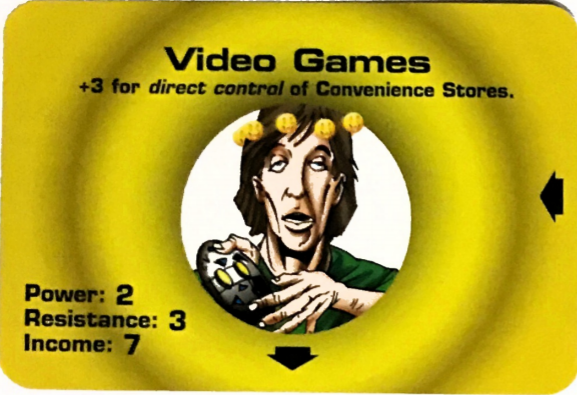 Video Games
+3 for direct control of Convenience Stores.
Power: 2
Resistance: 3
Income: 7